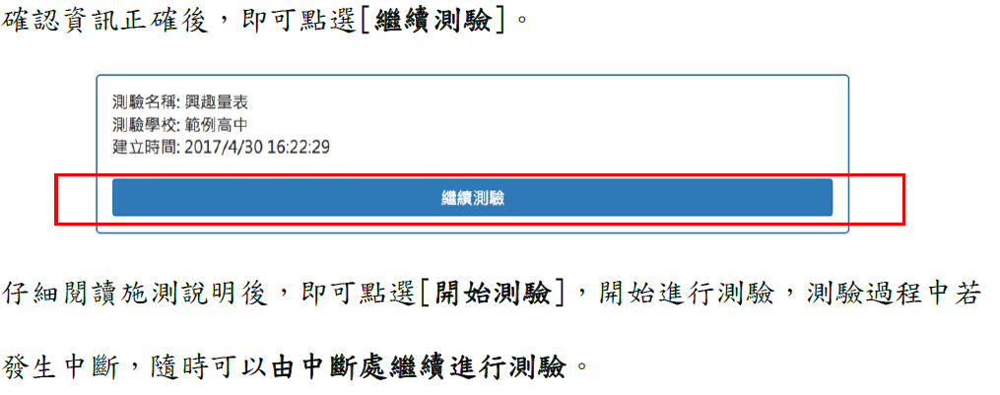 確認資訊正確後，即可點選[繼續測驗]。
測驗名稱: 興趣量表
測驗學校: 範例高中
建立時間: 2017/4/30 16:22:29
繼續測驗
仔細閱讀施測說明後，即可點選[開始測驗]，開始進行測驗，測驗過程中若
發生中斷，隨時可以由中斷處繼續進行測驗。